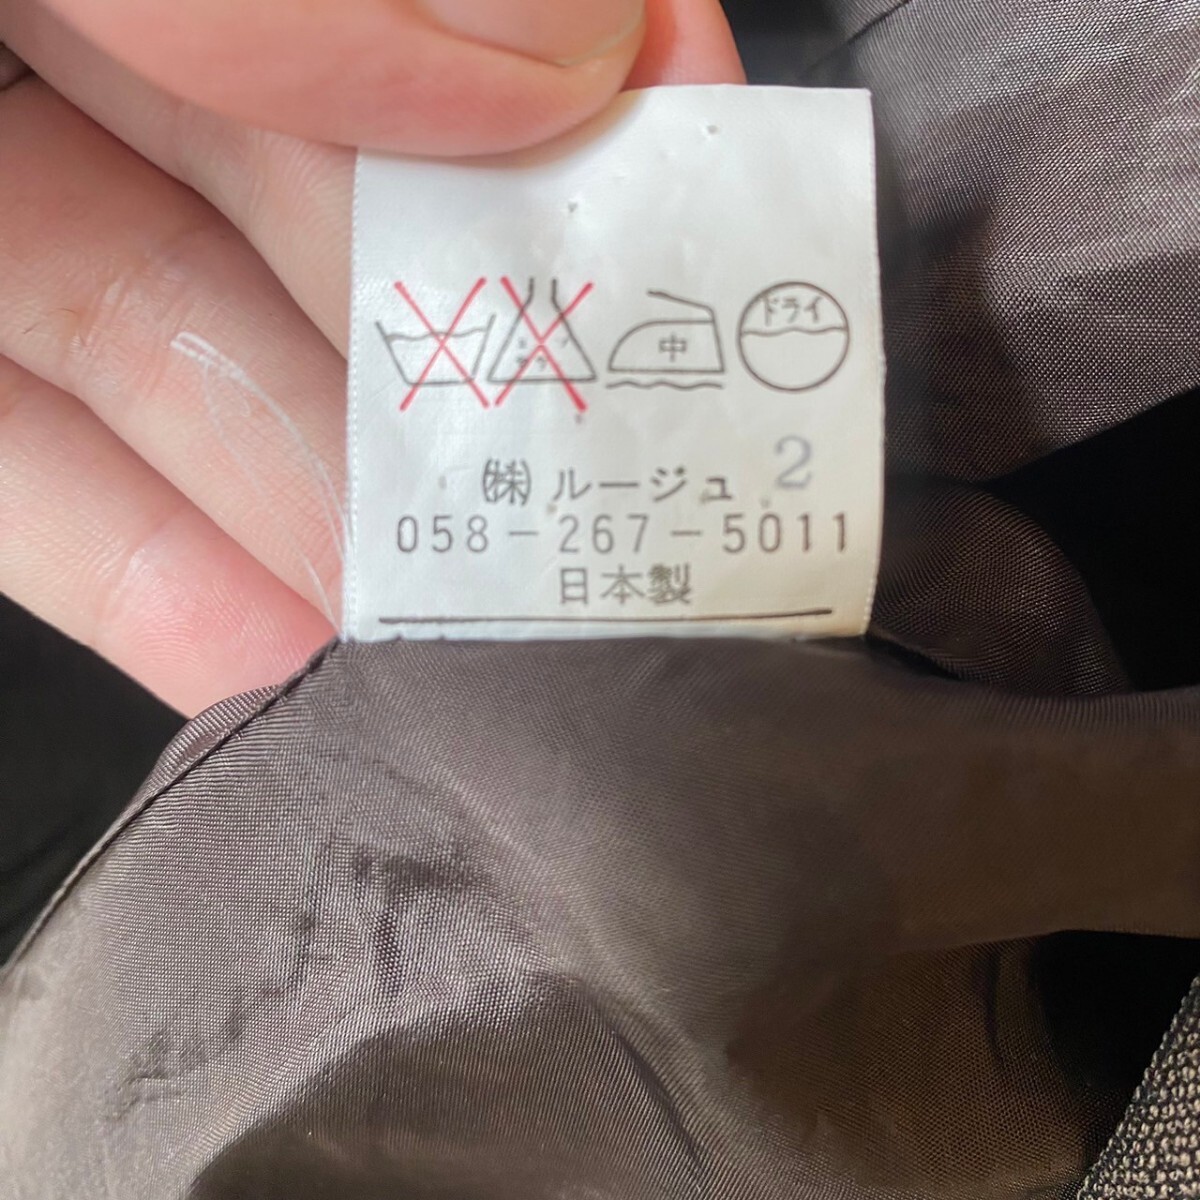 中 ドライ
㈱ ルージュ 2
058-267-5011
日本製